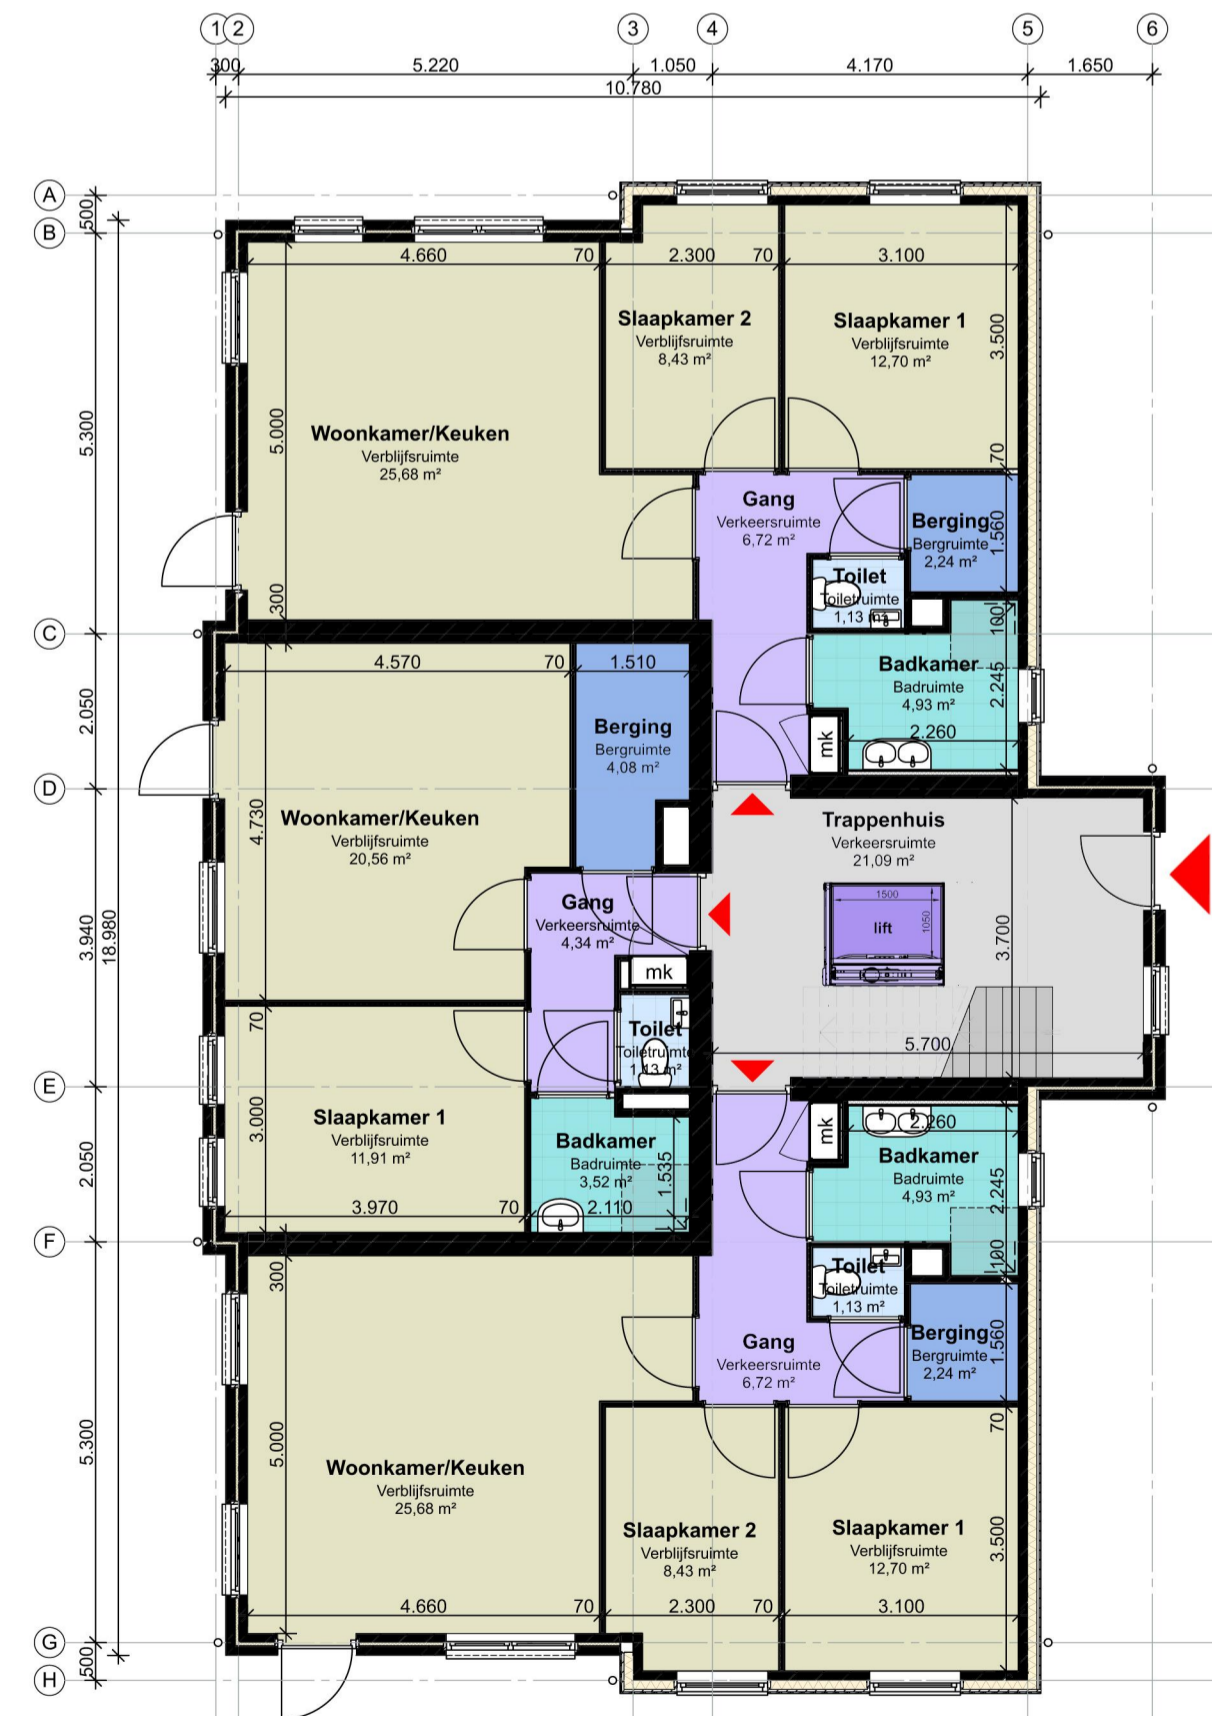 1 2 3 4 5 6
300 5.220 1.050 4.170 1.650
10.780
A
500
B
4.660 70 2.300 70 3.100
Slaapkamer 2
Verblijfsruimte
8,43 m²
Slaapkamer 1
Verblijfsruimte
12,70 m²
3.500
5.300
5.000
Woonkamer/Keuken
Verblijfsruimte
25,68 m²
70
Gang
Verkeersruimte
6,72 m²
Berging
Bergruimte
2,24 m²
1.560
Toilet
Toiletruimte
1,13 m²
300
100
C
4.570 70 1.510
Badkamer
Badruimte
4,93 m²
2.245
2.260
mk
2.050
Berging
Bergruimte
4,08 m²
D
4.730
Woonkamer/Keuken
Verblijfsruimte
20,56 m²
Trappenhuis
Verkeersruimte
21,09 m²
1500
1050
lift
3.700
5.700
3.940
18.980
Gang
Verkeersruimte
4,34 m²
mk
70
Toilet
Toiletruimte
1,13 m²
E
3.000
Slaapkamer 1
Verblijfsruimte
11,91 m²
Badkamer
Badruimte
3,52 m²
1.535
3.970 70 2.110
2.050
mk
2.260
Badkamer
Badruimte
4,93 m²
2.245
100
F
300
Toilet
Toiletruimte
1,13 m²
Gang
Verkeersruimte
6,72 m²
Berging
Bergruimte
2,24 m²
1.560
70
5.300
5.000
Woonkamer/Keuken
Verblijfsruimte
25,68 m²
Slaapkamer 2
Verblijfsruimte
8,43 m²
Slaapkamer 1
Verblijfsruimte
12,70 m²
3.500
4.660 70 2.300 70 3.100
G
500
H